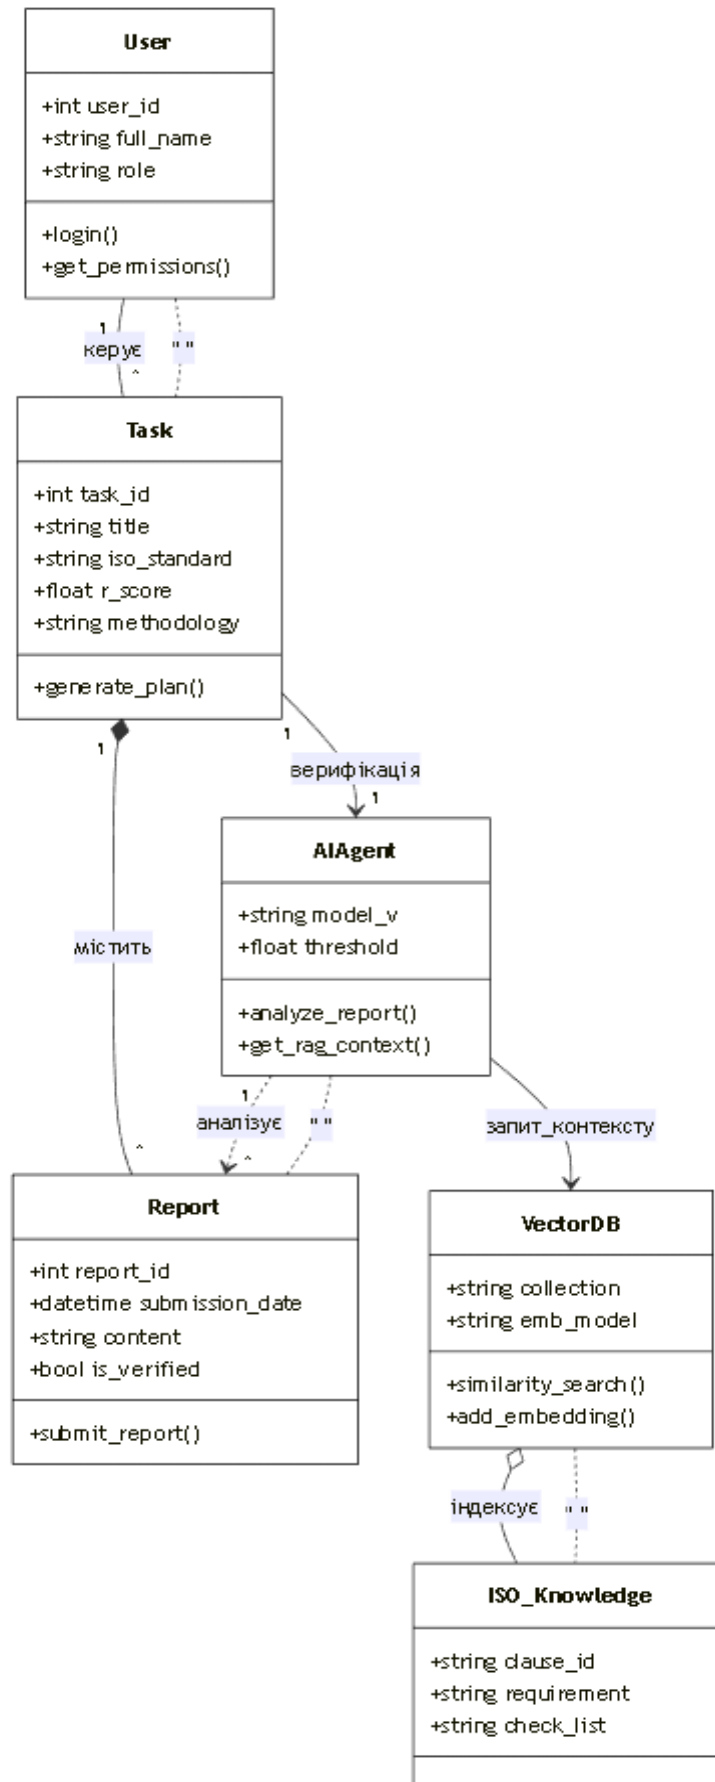 User
+int user_id
+string full_name
+string role
+login()
+get_permissions()
1
керує
" "
^
Task
+int task_id
+string title
+string iso_standard
+float r_score
+string methodology
+generate_plan()
1
1
верифікація
1
AIAgent
+string model_v
+float threshold
+analyze_report()
+get_rag_context()
містить
1
аналізує
" "
запит_контексту
^
^
Report
+int report_id
+datetime submission_date
+string content
+bool is_verified
+submit_report()
VectorDB
+string collection
+string emb_model
+similarity_search()
+add_embedding()
індексує
" "
ISO_Knowledge
+string clause_id
+string requirement
+string check_list